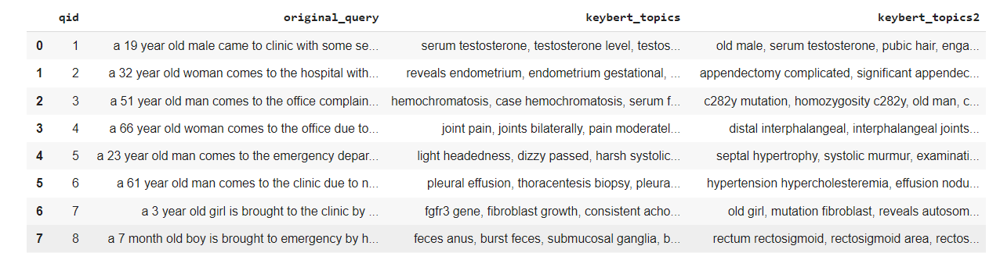 qid original_query keybert_topics keybert_topics2
0 1 a 19 year old male came to clinic with some se... serum testosterone, testosterone level, testos... old male, serum testosterone, pubic hair, enga...
1 2 a 32 year old woman comes to the hospital with... reveals endometrium, endometrium gestational, ... appendectomy complicated, significant appendec...
2 3 a 51 year old man comes to the office complain... hemochromatosis, case hemochromatosis, serum f... c282y mutation, homozygosity c282y, old man, c...
3 4 a 66 year old woman comes to the office due to... joint pain, joints bilaterally, pain moderatel... distal interphalangeal, interphalangeal joints...
4 5 a 23 year old man comes to the emergency depar... light headedness, dizzy passed, harsh systolic... septal hypertrophy, systolic murmur, examinati...
5 6 a 61 year old man comes to the clinic due to n... pleural effusion, thoracentesis biopsy, pleura... hypertension hypercholesteremia, effusion nodu...
6 7 a 3 year old girl is brought to the clinic by ... fgfr3 gene, fibroblast growth, consistent acho... old girl, mutation fibroblast, reveals autosom...
7 8 a 7 month old boy is brought to emergency by h... feces anus, burst feces, submucosal ganglia, b... rectum rectosigmoid, rectosigmoid area, rectos...